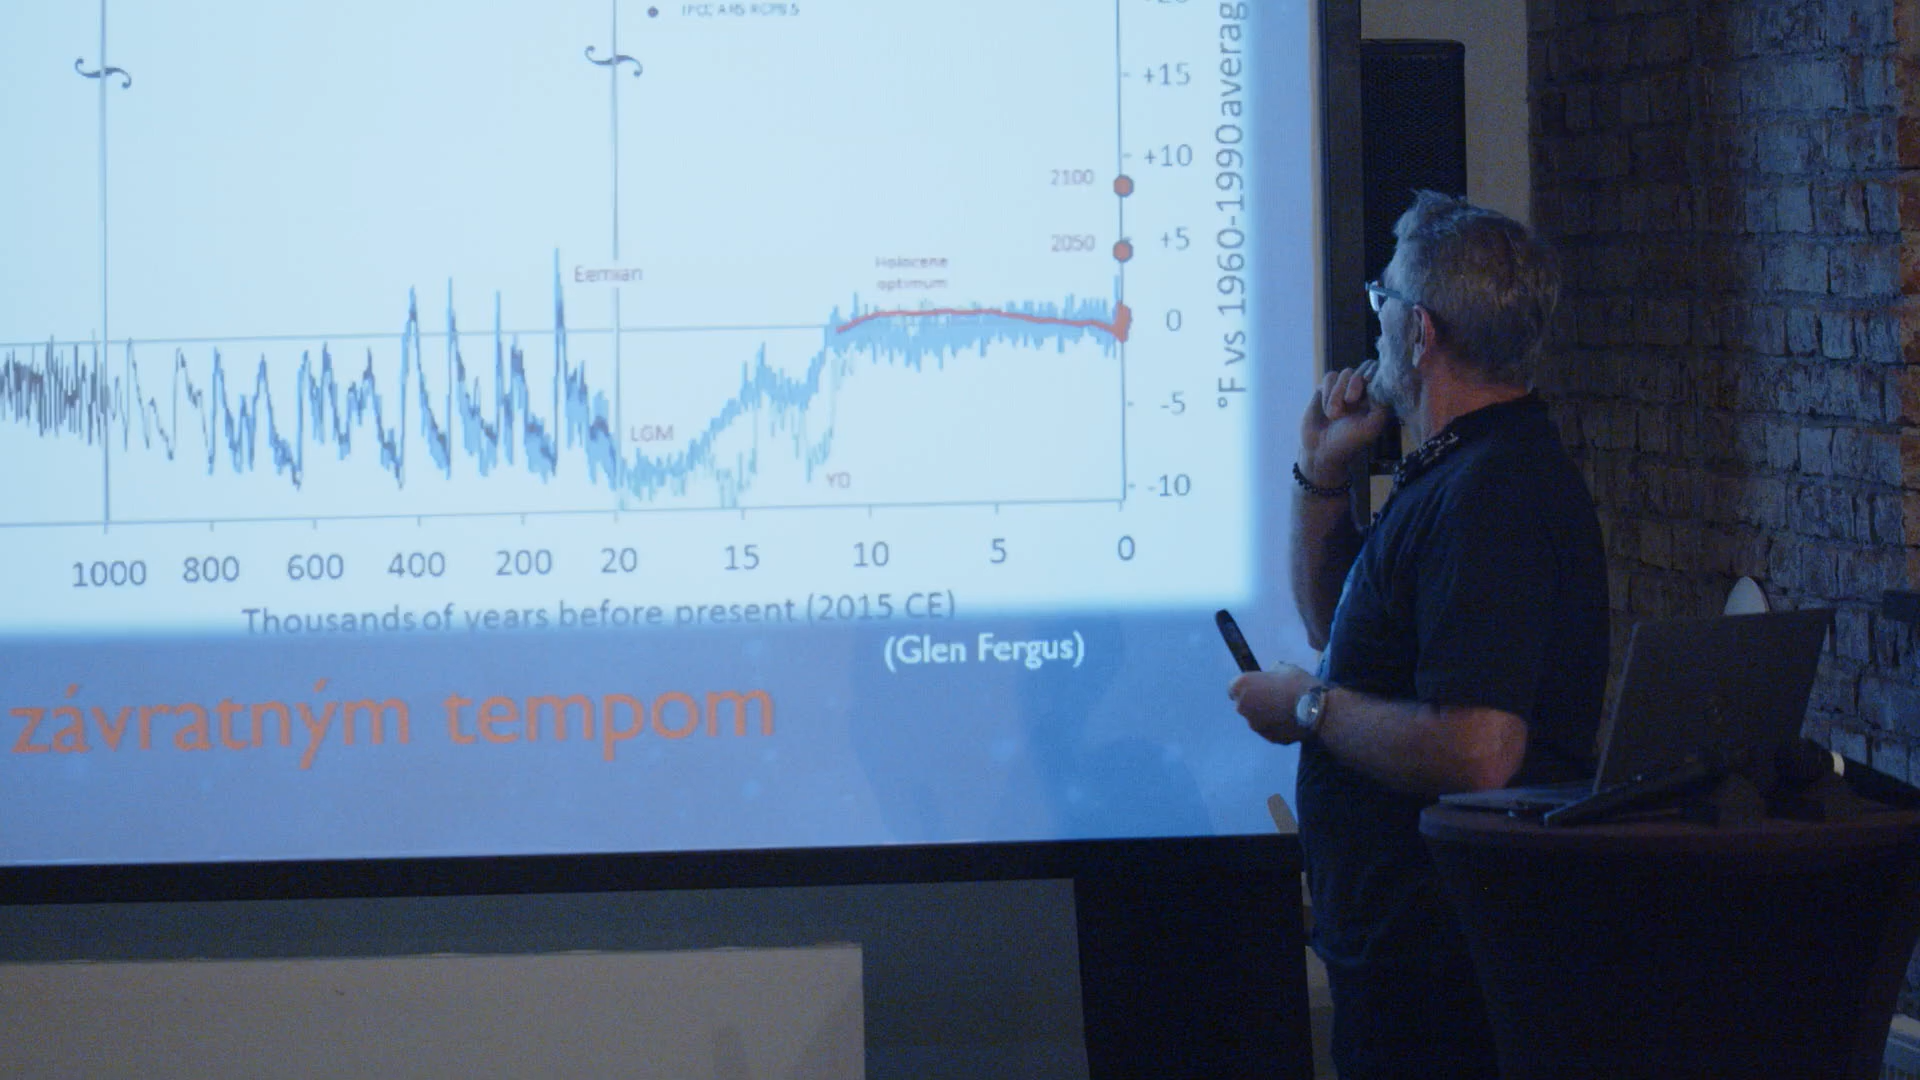 IPCC AR5 RCP8.5
+15
+10
+5
0
-5
-10
°F vs 1960-1990 average
2100
2050
Eemian
Holocene
optimum
LGM
YD
1000 800 600 400 200 20 15 10 5 0
Thousands of years before present (2015 CE)
(Glen Fergus)
závratným tempom